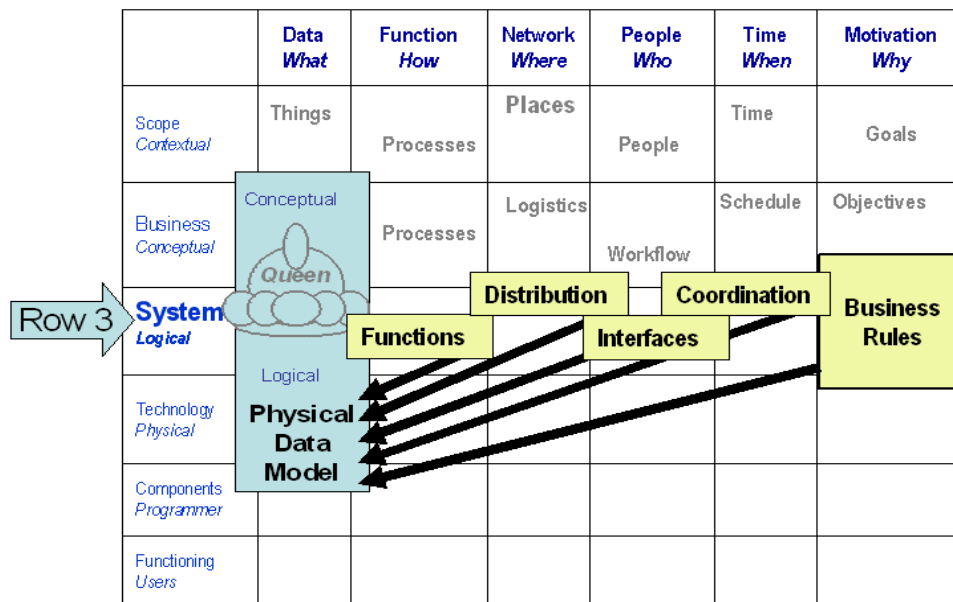 Data
What
Function
How
Network
Where
People
Who
Time
When
Motivation
Why
Scope
Contextual
Things
Processes
Places
People
Time
Goals
Business
Conceptual
Conceptual
Processes
Logistics
Workflow
Schedule
Objectives
Queen
Row 3
System
Logical
Functions
Distribution
Interfaces
Coordination
Business
Rules
Logical
Technology
Physical
Physical
Data
Model
Components
Programmer
Functioning
Users